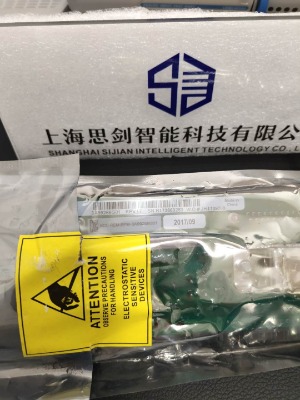 上海思剑智能科技有限公
SHANGHAI SIJIAN INTELLIGENT TECHNOLOGY CO., L
2017/09
ATTENTION
OBSERVE PRECAUTIONS
FOR HANDLING
ELECTROSTATIC
SENSITIVE
DEVICES